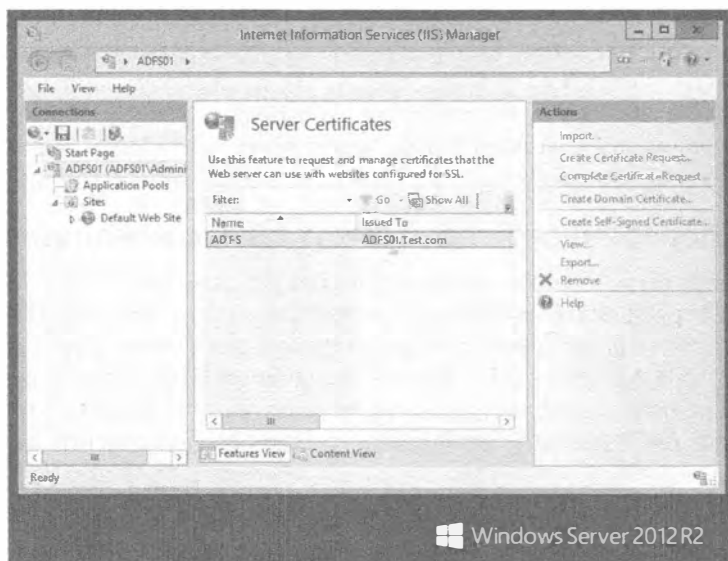 Internet Information Services (IIS) Manager
ADFS01
File View Help
Connections
Start Page
ADFS01 (ADFS01\Admini
Application Pools
Sites
Default Web Site
Server Certificates
Use this feature to request and manage certificates that the
Web server can use with websites configured for SSL.
Filter: Go Show All
Name Issued To
ADFS ADFS01.Test.com
Features View Content View
Actions
Import...
Create Certificate Request...
Complete Certificate Request...
Create Domain Certificate...
Create Self-Signed Certificate...
View...
Export...
Remove
Help
Ready
Windows Server 2012 R2